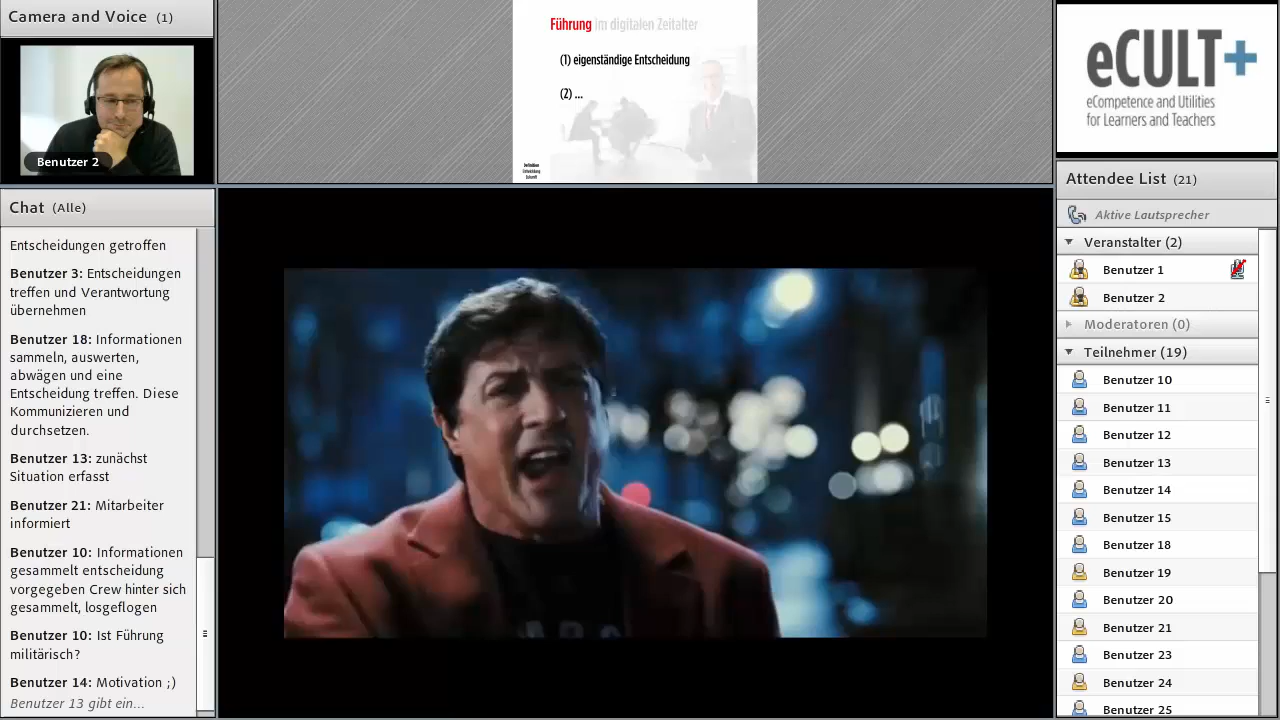 Camera and Voice (1)
Benutzer 2
Führung im digitalen Zeitalter
(1) eigenständige Entscheidung
(2) ...
Definition
Entwicklung
Zukunft
eCULT+
eCompetence and Utilities
for Learners and Teachers
Chat (Alle)
Entscheidungen getroffen
Benutzer 3: Entscheidungen
treffen und Verantwortung
übernehmen
Benutzer 18: Informationen
sammeln, auswerten,
abwägen und eine
Entscheidung treffen. Diese
Kommunizieren und
durchsetzen.
Benutzer 13: zunächst
Situation erfasst
Benutzer 21: Mitarbeiter
informiert
Benutzer 10: Informationen
gesammelt entscheidung
vorgegeben Crew hinter sich
gesammelt, losgeflogen
Benutzer 10: Ist Führung
militärisch?
Benutzer 14: Motivation ;)
Benutzer 13 gibt ein...
Attendee List (21)
Aktive Lautsprecher
Veranstalter (2)
Benutzer 1
Benutzer 2
Moderatoren (0)
Teilnehmer (19)
Benutzer 10
Benutzer 11
Benutzer 12
Benutzer 13
Benutzer 14
Benutzer 15
Benutzer 18
Benutzer 19
Benutzer 20
Benutzer 21
Benutzer 23
Benutzer 24
Benutzer 25